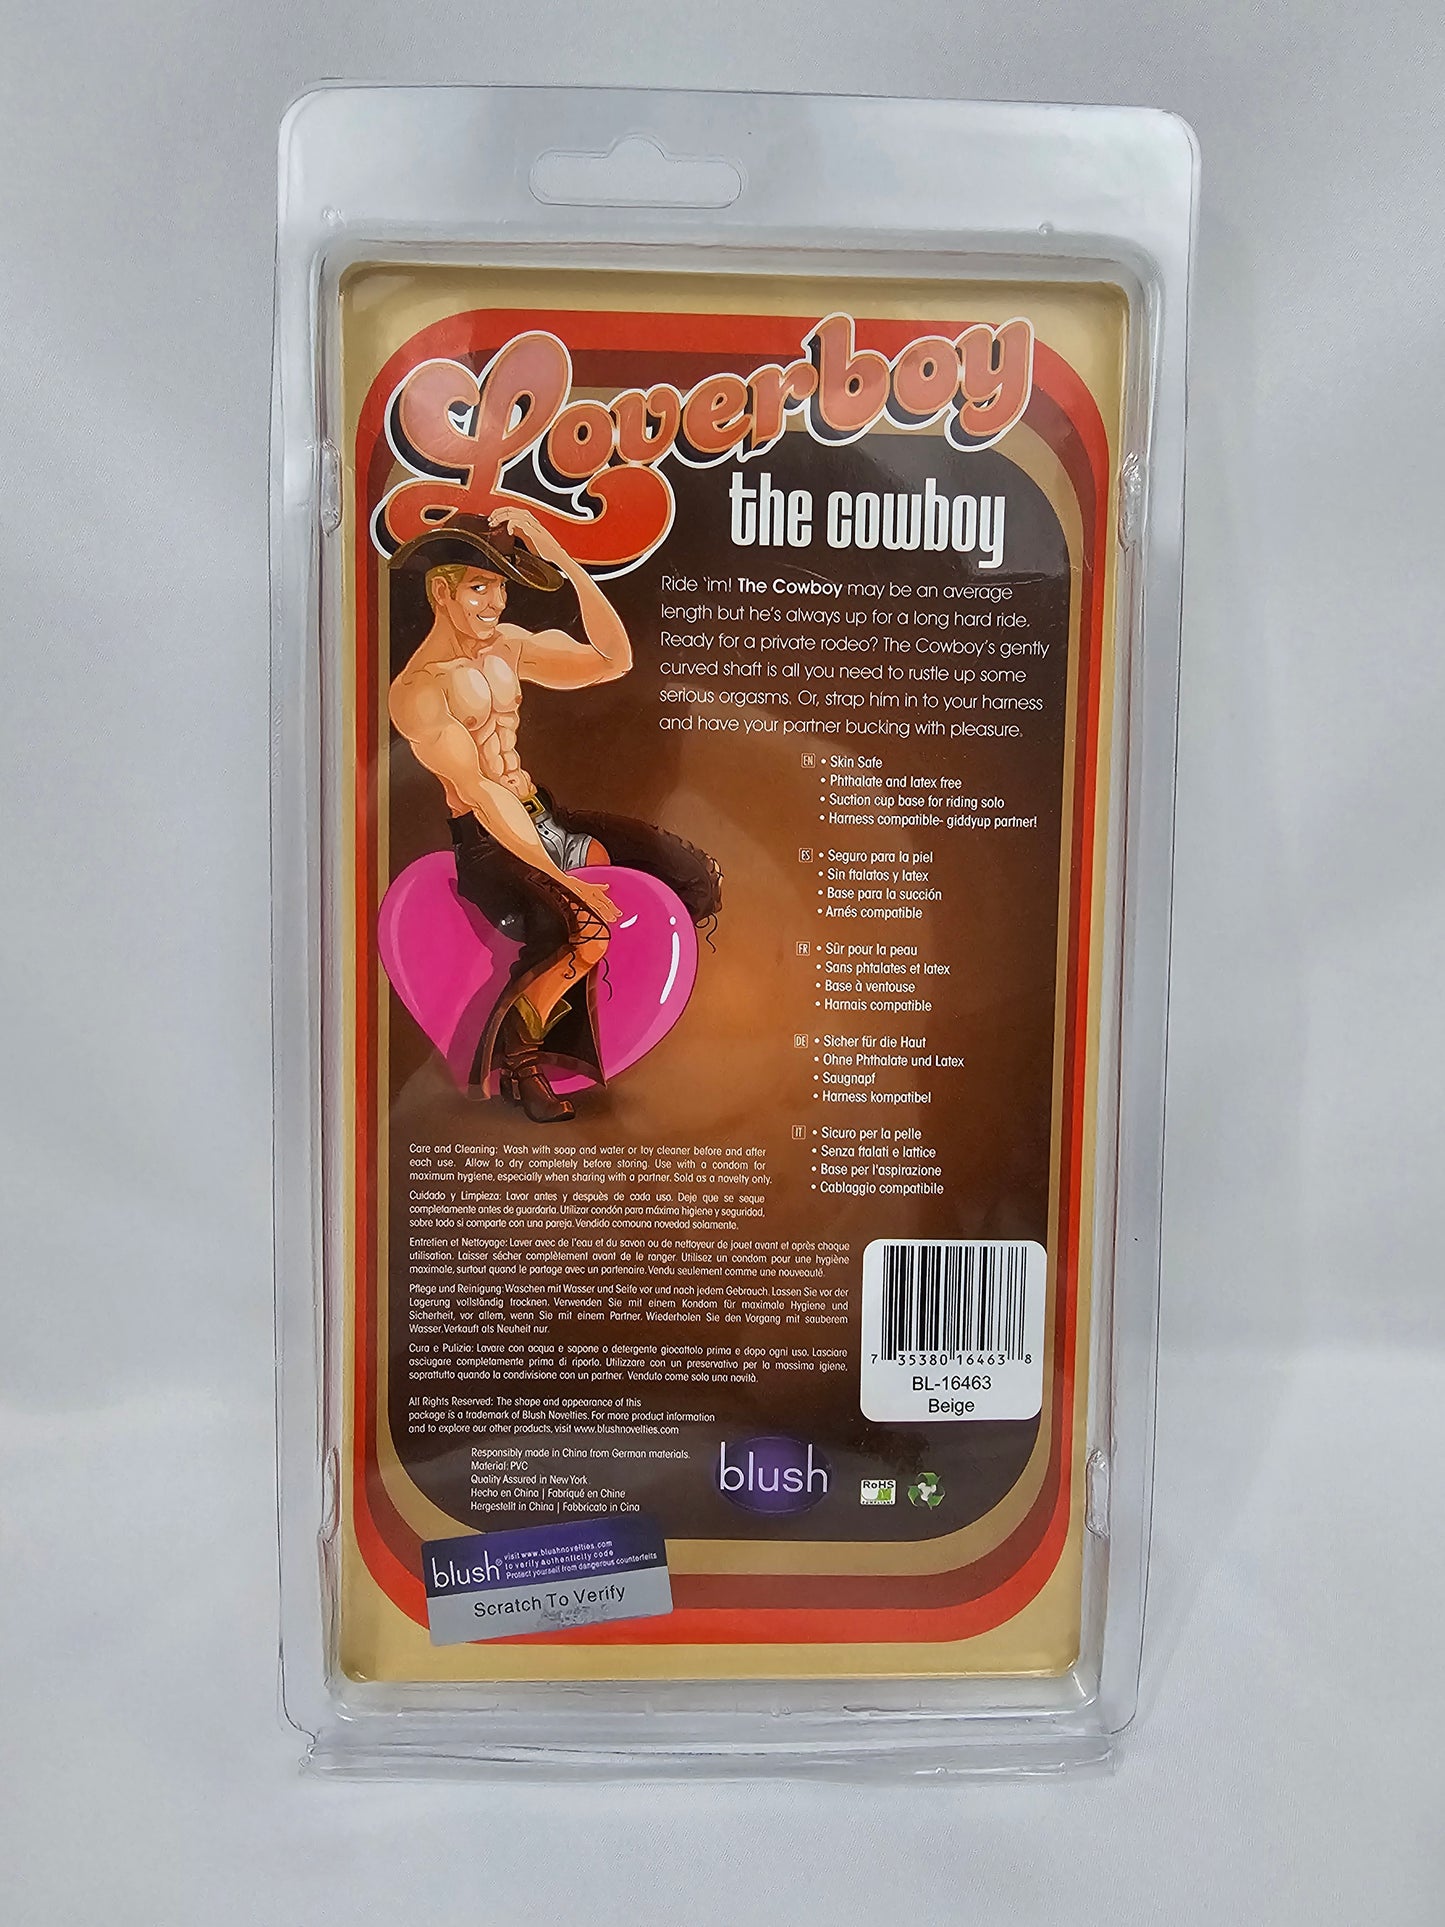 Loverboy
the cowboy
Ride 'im! The Cowboy may be an average
length but he's always up for a long hard ride.
Ready for a private rodeo? The Cowboy's gently
curved shaft is all you need to rustle up some
serious orgasms. Or, strap him in to your harness
and have your partner bucking with pleasure.
EN • Skin Safe
• Phthalate and latex free
• Suction cup base for riding solo
• Harness compatible- giddyup partner!
ES • Seguro para la piel
• Sin ftalatos y latex
• Base para la succión
• Arnés compatible
FR • Sûr pour la peau
• Sans phtalates et latex
• Base à ventouse
• Harnais compatible
DE • Sicher für die Haut
• Ohne Phthalate und Latex
• Saugnapf
• Harness kompatibel
IT • Sicuro per la pelle
• Senza ftalati e lattice
• Base per l'aspirazione
• Cablaggio compatibile
Care and Cleaning: Wash with soap and water or toy cleaner before and after
each use. Allow to dry completely before storing. Use with a condom for
maximum hygiene, especially when sharing with a partner. Sold as a novelty only.
Cuidado y Limpieza: Lavar antes y despuès de cada uso. Deje que se seque
completamente antes de guardarla. Utilizar condón para máxima higiene y seguridad,
sobre todo si comparte con una pareja. Vendido comouna novedad solamente.
Entretien et Nettoyage: Laver avec de l'eau et du savon ou de nettoyeur de jouet avant et après chaque
utilisation. Laisser sécher complètement avant de le ranger. Utilisez un condom pour une hygiène
maximale, surtout quand le partage avec un partenaire. Vendu seulement comme une nouveauté.
Pflege und Reinigung: Waschen mit Wasser und Seife vor und nach jedem Gebrauch. Lassen Sie vor der
Lagerung vollständig trocknen. Verwenden Sie mit einem Kondom für maximale Hygiene und
Sicherheit, vor allem, wenn Sie mit einem Partner. Wiederholen Sie den Vorgang mit sauberem
Wasser. Verkauft als Neuheit nur.
Cura e Pulizia: Lavare con acqua e sapone o detergente giocattolo prima e dopo ogni uso. Lasciare
asciugare completamente prima di riporlo. Utilizzare con un preservativo per la massima igiene,
soprattutto quando la condivisione con un partner. Venduto come solo una novità.
All Rights Reserved: The shape and appearance of this
package is a trademark of Blush Novelties. For more product information
and to explore our other products, visit www.blushnovelties.com
Responsibly made in China from German materials.
Material: PVC
Quality Assured in New York
Hecho en China | Fabriqué en Chine
Hergestellt in China | Fabbricato in Cina
7 35380 16463 8
BL-16463
Beige
blush
RoHS
COMPLIANT
blush®
visit www.blushnovelties.com
to verify authenticity code
Protect yourself from dangerous counterfeits
Scratch To Verify